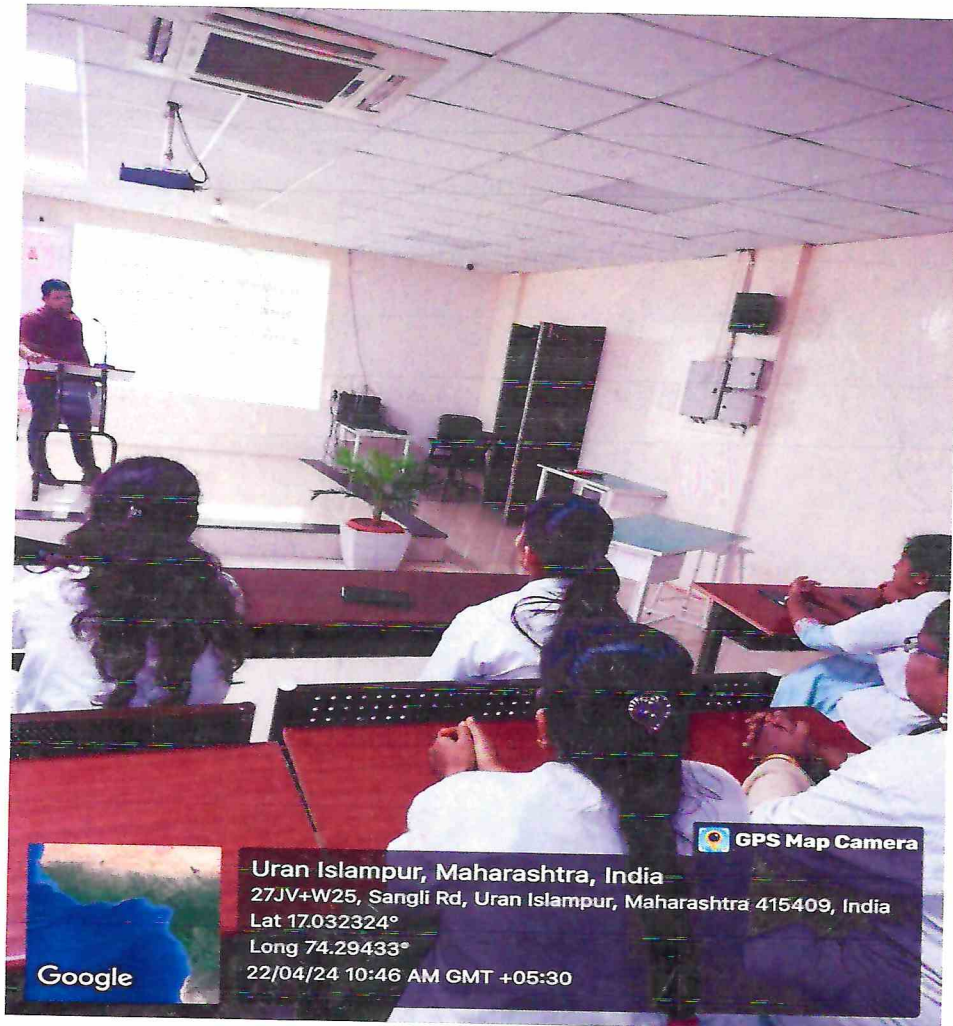 GPS Map Camera
Uran Islampur, Maharashtra, India
27JV+W25, Sangli Rd, Uran Islampur, Maharashtra 415409, India
Lat 17.032324°
Long 74.29433°
22/04/24 10:46 AM GMT +05:30
Google